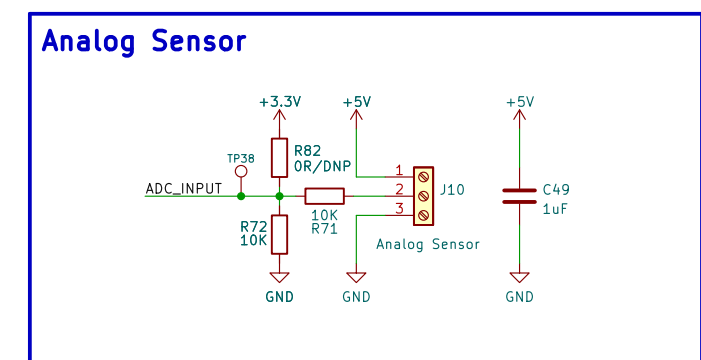 Analog Sensor
+3.3V
+5V
+5V
R82
0R/DNP
TP38
ADC_INPUT
1
2
3
J10
C49
1uF
10K
R71
R72
10K
Analog Sensor
GND
GND
GND